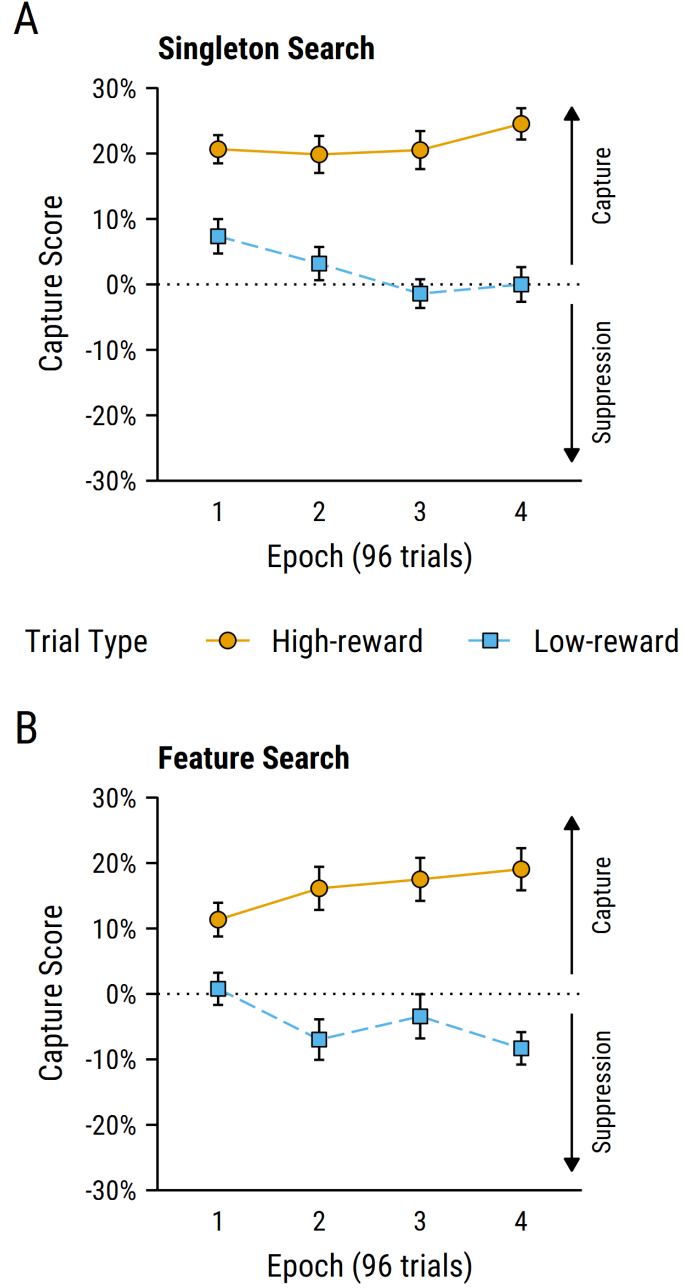 A
Singleton Search
30%
20%
10%
0%
-10%
-20%
-30%
Capture Score
Capture
Suppression
1 2 3 4
Epoch (96 trials)
Trial Type High-reward Low-reward
B
Feature Search
30%
20%
10%
0%
-10%
-20%
-30%
Capture Score
Capture
Suppression
1 2 3 4
Epoch (96 trials)